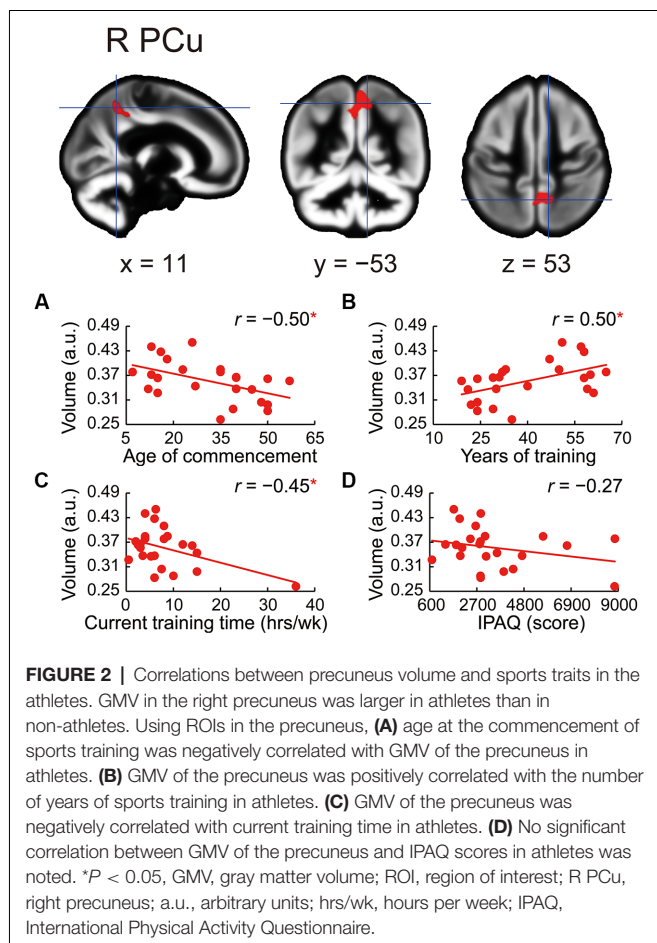 R PCu
x = 11
y = −53
z = 53
A
r = −0.50*
Volume (a.u.)
0.49
0.43
0.37
0.31
0.25
5
25
45
65
Age of commencement
B
r = 0.50*
Volume (a.u.)
0.49
0.43
0.37
0.31
0.25
10
30
50
70
Years of training
C
r = −0.45*
Volume (a.u.)
0.49
0.43
0.37
0.31
0.25
0
10
20
30
40
Current training time (hrs/wk)
D
r = −0.27
Volume (a.u.)
0.49
0.43
0.37
0.31
0.25
600
2700
4800
6900
9000
IPAQ (score)
FIGURE 2 | Correlations between precuneus volume and sports traits in the
athletes. GMV in the right precuneus was larger in athletes than in
non-athletes. Using ROIs in the precuneus, (A) age at the commencement of
sports training was negatively correlated with GMV of the precuneus in
athletes. (B) GMV of the precuneus was positively correlated with the number
of years of sports training in athletes. (C) GMV of the precuneus was
negatively correlated with current training time in athletes. (D) No significant
correlation between GMV of the precuneus and IPAQ scores in athletes was
noted. *P < 0.05, GMV, gray matter volume; ROI, region of interest; R PCu,
right precuneus; a.u., arbitrary units; hrs/wk, hours per week; IPAQ,
International Physical Activity Questionnaire.